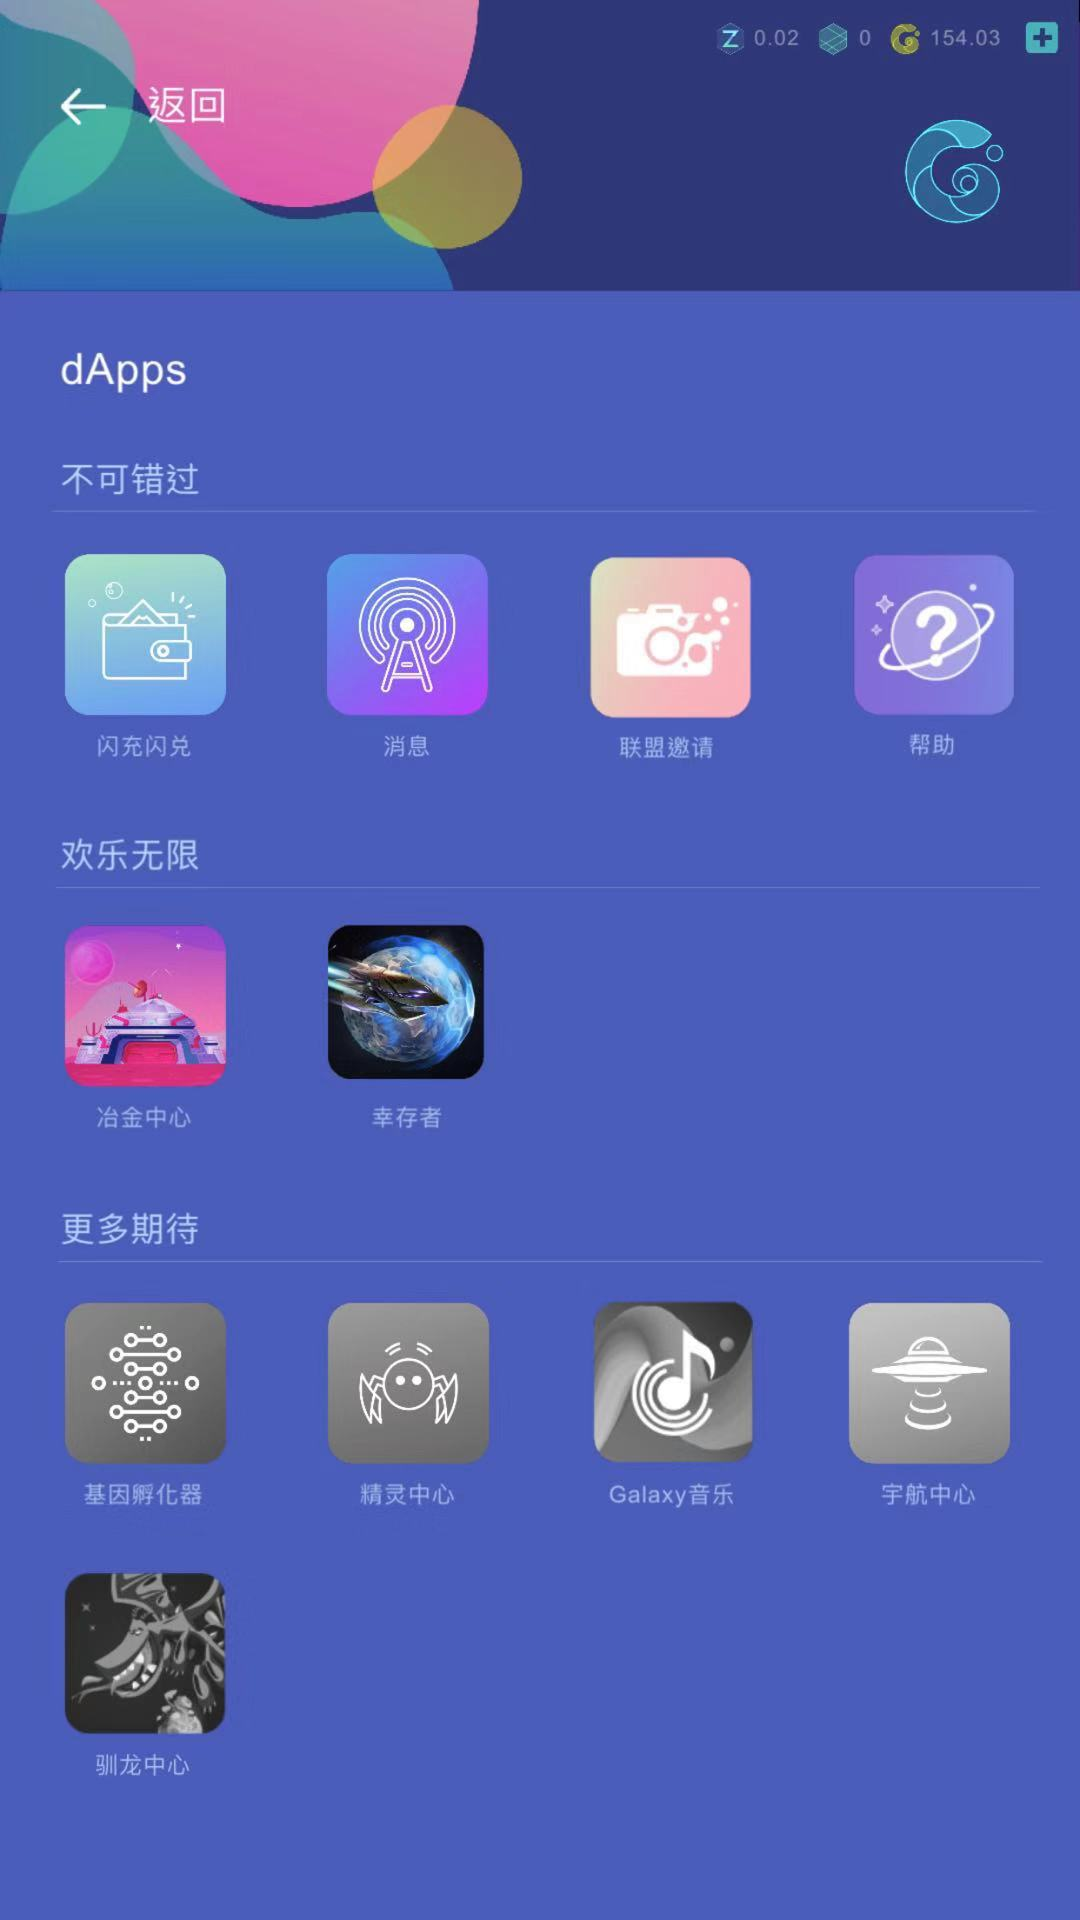 0.02 0 154.03
返回
dApps
不可错过
闪充闪兑 消息 联盟邀请 帮助
欢乐无限
冶金中心 幸存者
更多期待
基因孵化器 精灵中心 Galaxy音乐 宇航中心
驯龙中心